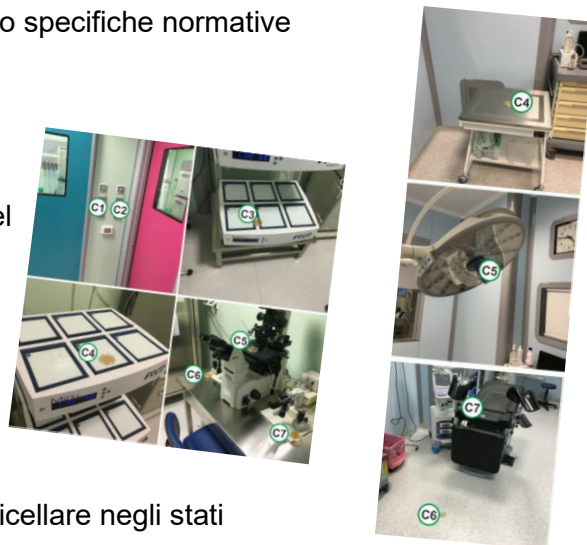 o specifiche normative
el
icellare negli stati
C1 C2
C3
C4
C5
C6
C7
C4
C5
C7
C6